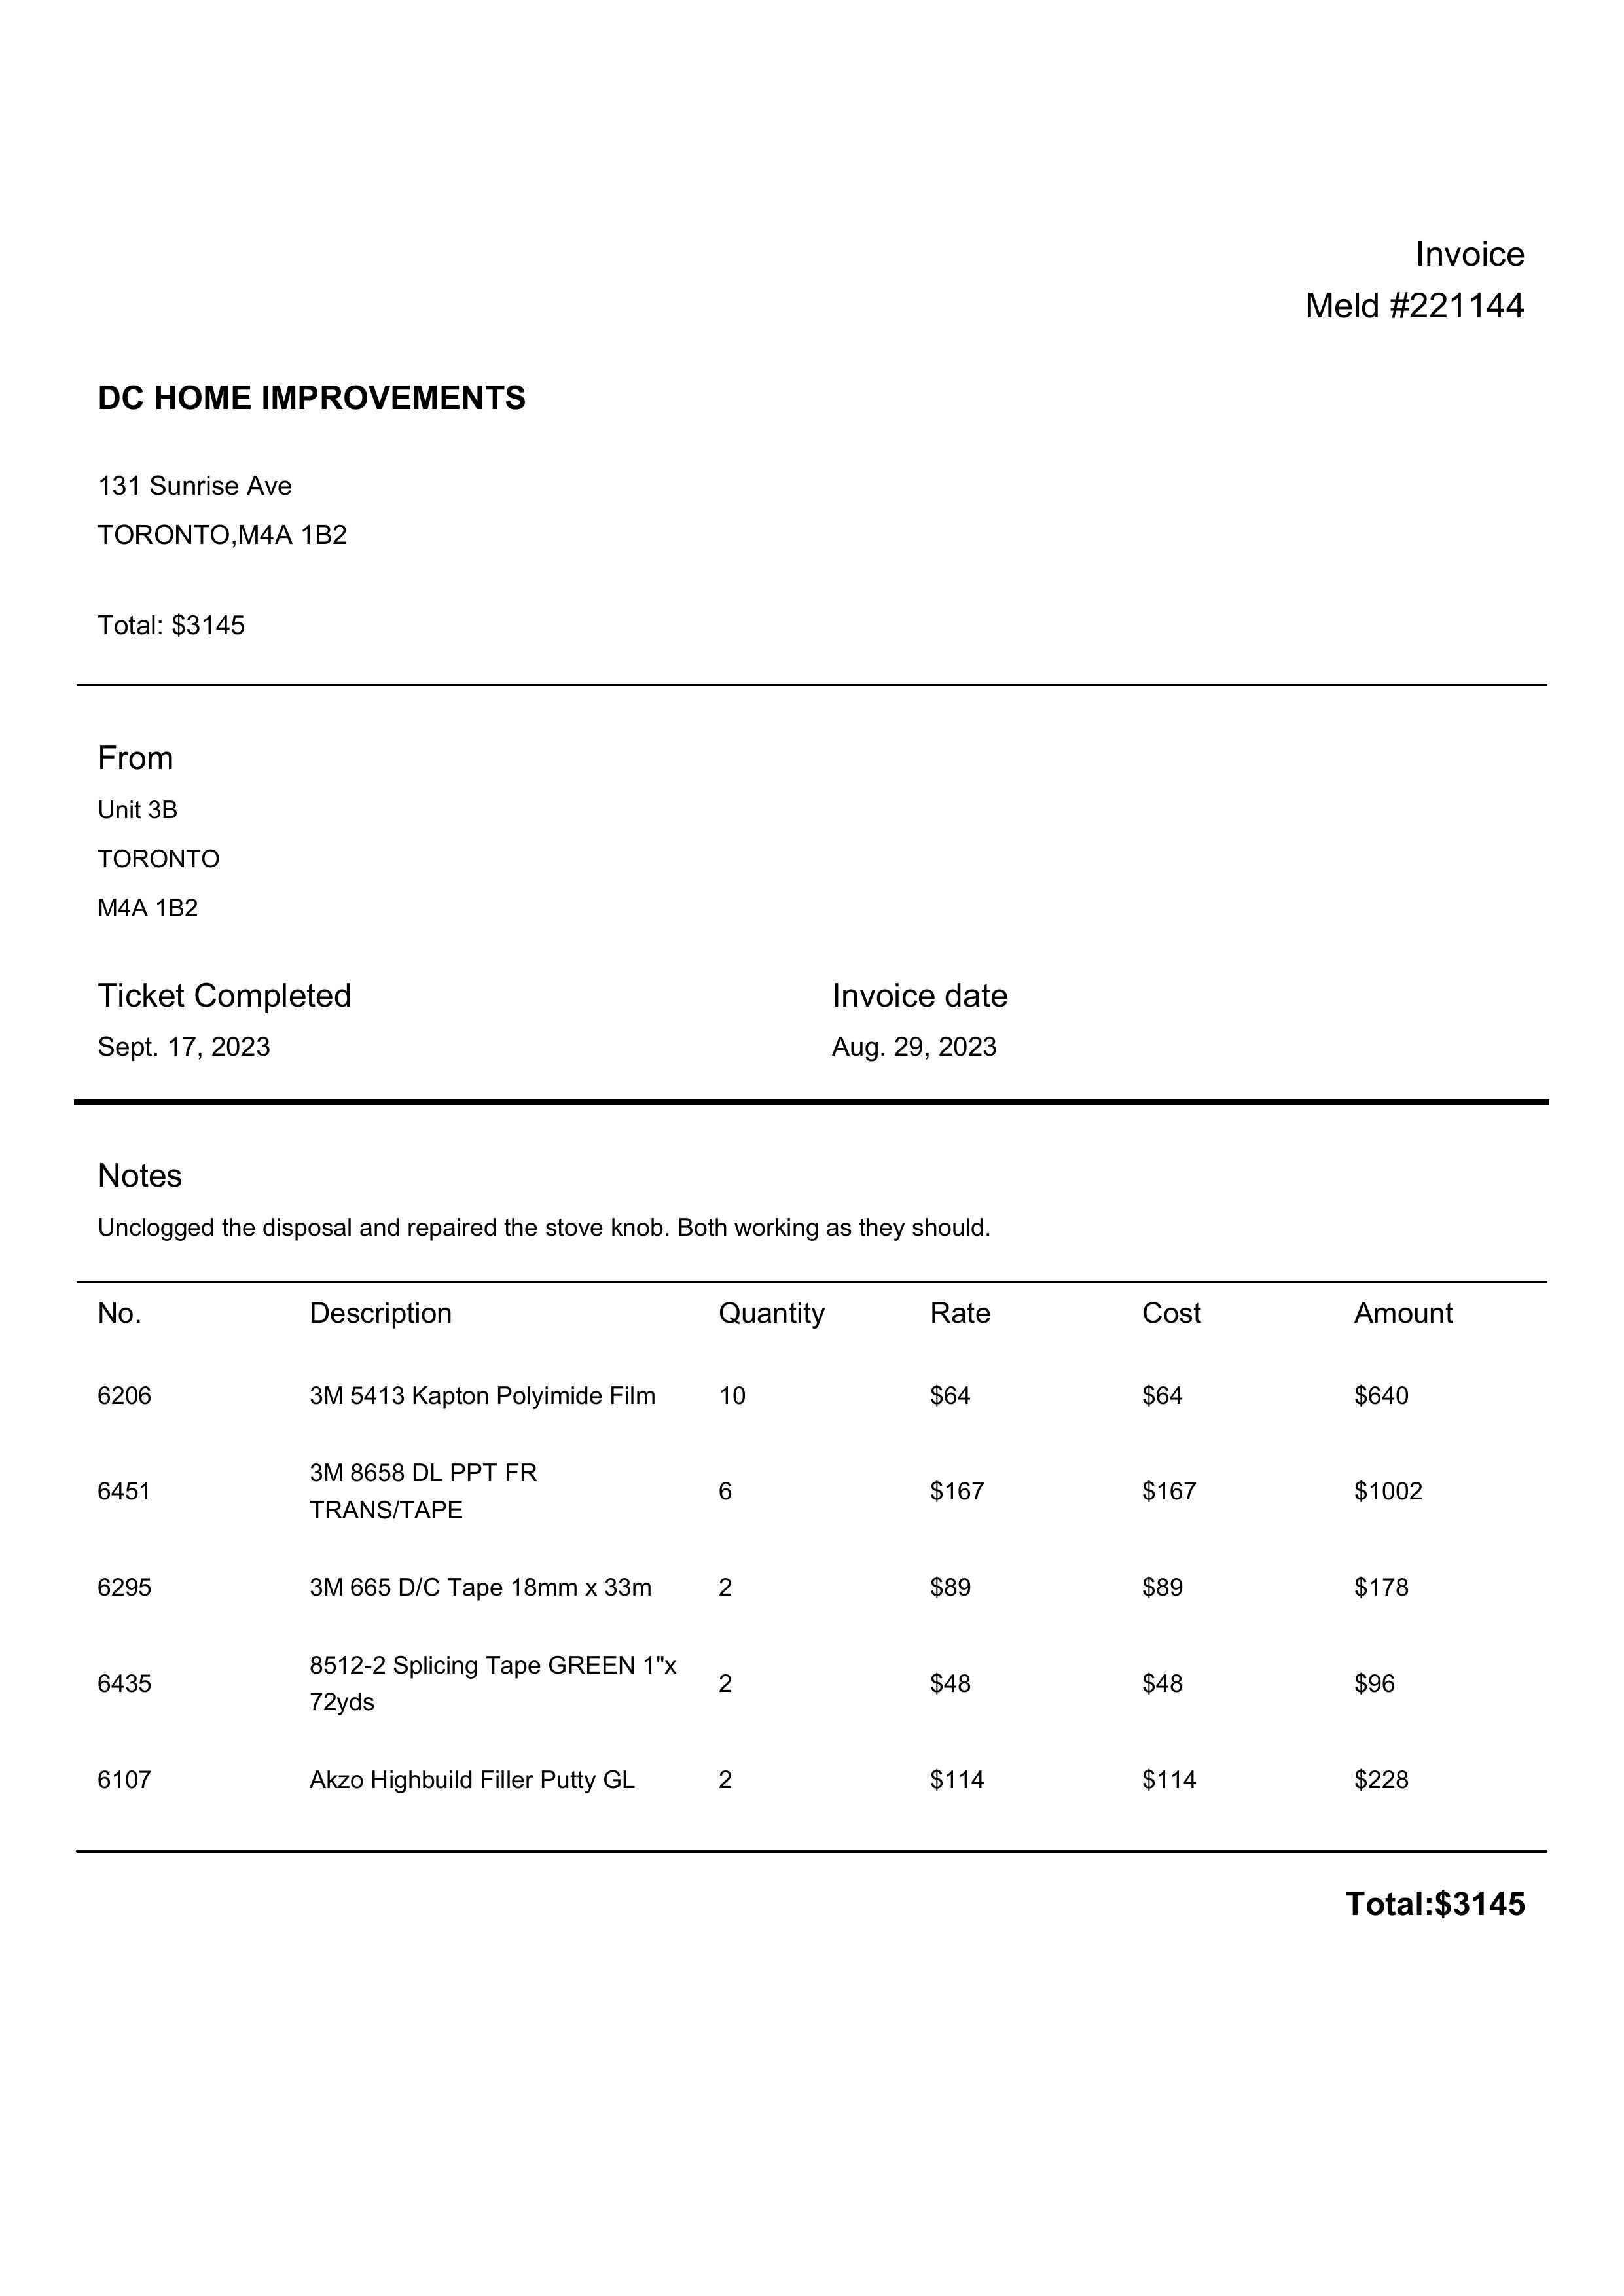 Invoice
Meld #221144
DC HOME IMPROVEMENTS
131 Sunrise Ave
TORONTO,M4A 1B2
Total: $3145
From
Unit 3B
TORONTO
M4A 1B2
Ticket Completed Invoice date
Sept. 17, 2023 Aug. 29, 2023
Notes
Unclogged the disposal and repaired the stove knob. Both working as they should.
No. Description Quantity Rate Cost Amount
6206 3M 5413 Kapton Polyimide Film 10 $64 $64 $640
3M 8658 DL PPT FR
6451 6 $167 $167 $1002
TRANS/TAPE
6295 3M 665 D/C Tape 18mm x 33m 2 $89 $89 $178
8512-2 Splicing Tape GREEN 1"x
6435 2 $48 $48 $96
72yds
6107 Akzo Highbuild Filler Putty GL 2 $114 $114 $228
Total:$3145